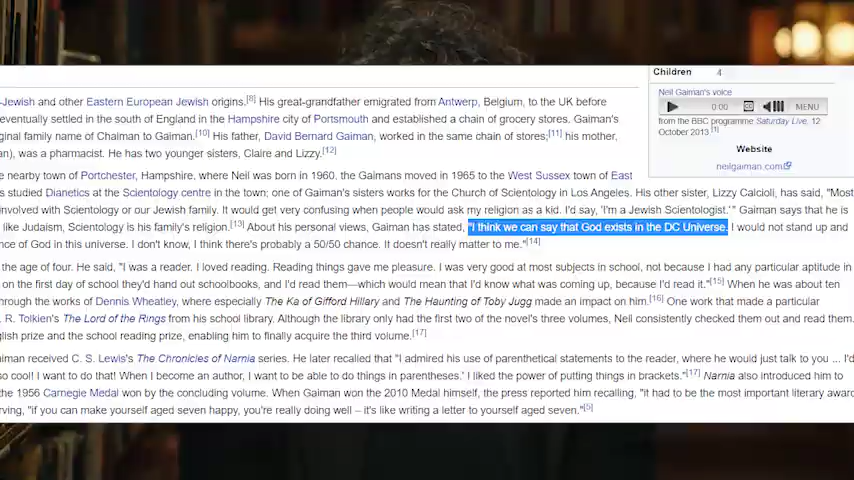 -Jewish and other Eastern European Jewish origins.[8] His great-grandfather emigrated from Antwerp, Belgium, to the UK before
eventually settled in the south of England in the Hampshire city of Portsmouth and established a chain of grocery stores. Gaiman's
ginal family name of Chaiman to Gaiman.[10] His father, David Bernard Gaiman, worked in the same chain of stores;[11] his mother,
an), was a pharmacist. He has two younger sisters, Claire and Lizzy.[12]
e nearby town of Portchester, Hampshire, where Neil was born in 1960, the Gaimans moved in 1965 to the West Sussex town of East
s studied Dianetics at the Scientology centre in the town; one of Gaiman's sisters works for the Church of Scientology in Los Angeles. His other sister, Lizzy Calcioli, has said, "Most
involved with Scientology or our Jewish family. It would get very confusing when people would ask my religion as a kid. I'd say, 'I'm a Jewish Scientologist.'" Gaiman says that he is
like Judaism, Scientology is his family's religion.[13] About his personal views, Gaiman has stated, "I think we can say that God exists in the DC Universe. I would not stand up and
nce of God in this universe. I don't know, I think there's probably a 50/50 chance. It doesn't really matter to me."[14]
the age of four. He said, "I was a reader. I loved reading. Reading things gave me pleasure. I was very good at most subjects in school, not because I had any particular aptitude in
on the first day of school they'd hand out schoolbooks, and I'd read them—which would mean that I'd know what was coming up, because I'd read it."[15] When he was about ten
hrough the works of Dennis Wheatley, where especially The Ka of Gifford Hillary and The Haunting of Toby Jugg made an impact on him.[16] One work that made a particular
. R. Tolkien's The Lord of the Rings from his school library. Although the library only had the first two of the novel's three volumes, Neil consistently checked them out and read them.
glish prize and the school reading prize, enabling him to finally acquire the third volume.[17]
aiman received C. S. Lewis's The Chronicles of Narnia series. He later recalled that "I admired his use of parenthetical statements to the reader, where he would just talk to you ... I'd
so cool! I want to do that! When I become an author, I want to be able to do things in parentheses.' I liked the power of putting things in brackets."[17] Narnia also introduced him to
the 1956 Carnegie Medal won by the concluding volume. When Gaiman won the 2010 Medal himself, the press reported him recalling, "it had to be the most important literary award
rving, "if you can make yourself aged seven happy, you're really doing well – it's like writing a letter to yourself aged seven."[5]
Children 4
Neil Gaiman's voice
0:00 MENU
from the BBC programme Saturday Live, 12
October 2013.[1]
Website
neilgaiman.com